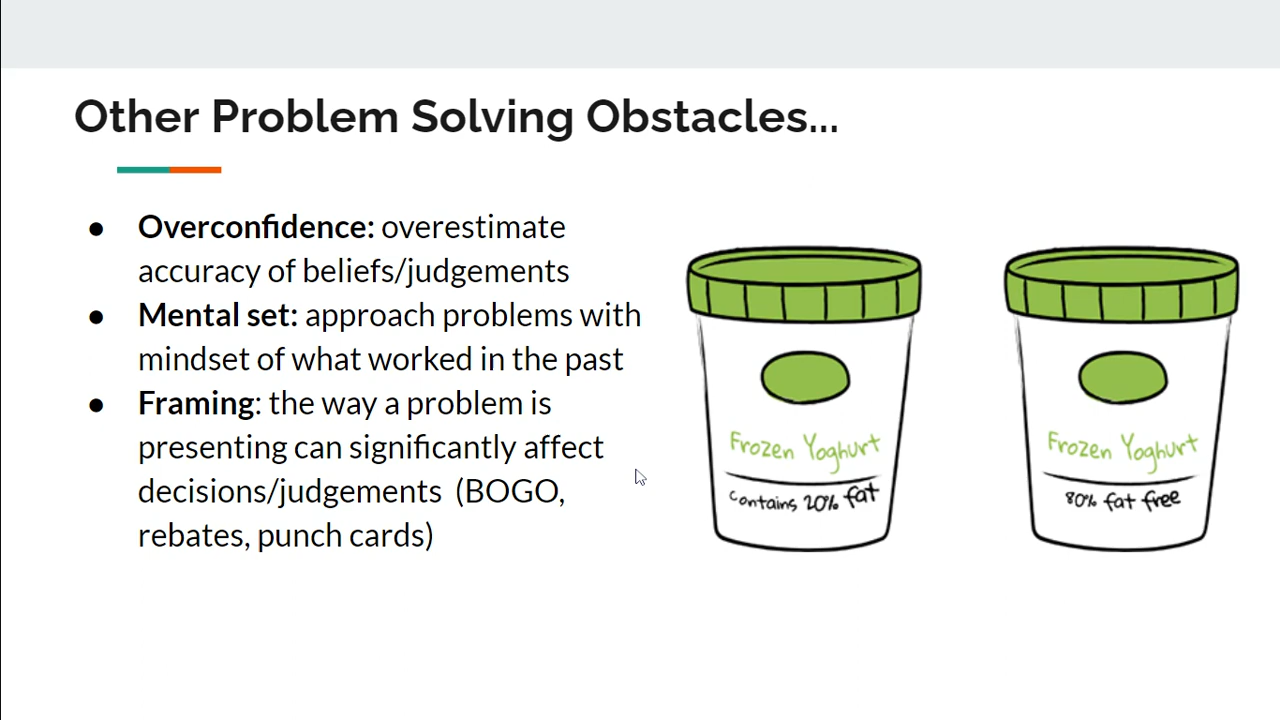 Other Problem Solving Obstacles...
● Overconfidence: overestimate
accuracy of beliefs/judgements
● Mental set: approach problems with
mindset of what worked in the past
● Framing: the way a problem is
presenting can significantly affect
decisions/judgements (BOGO,
rebates, punch cards)
Frozen Yoghurt
Contains 20% fat
Frozen Yoghurt
80% fat free